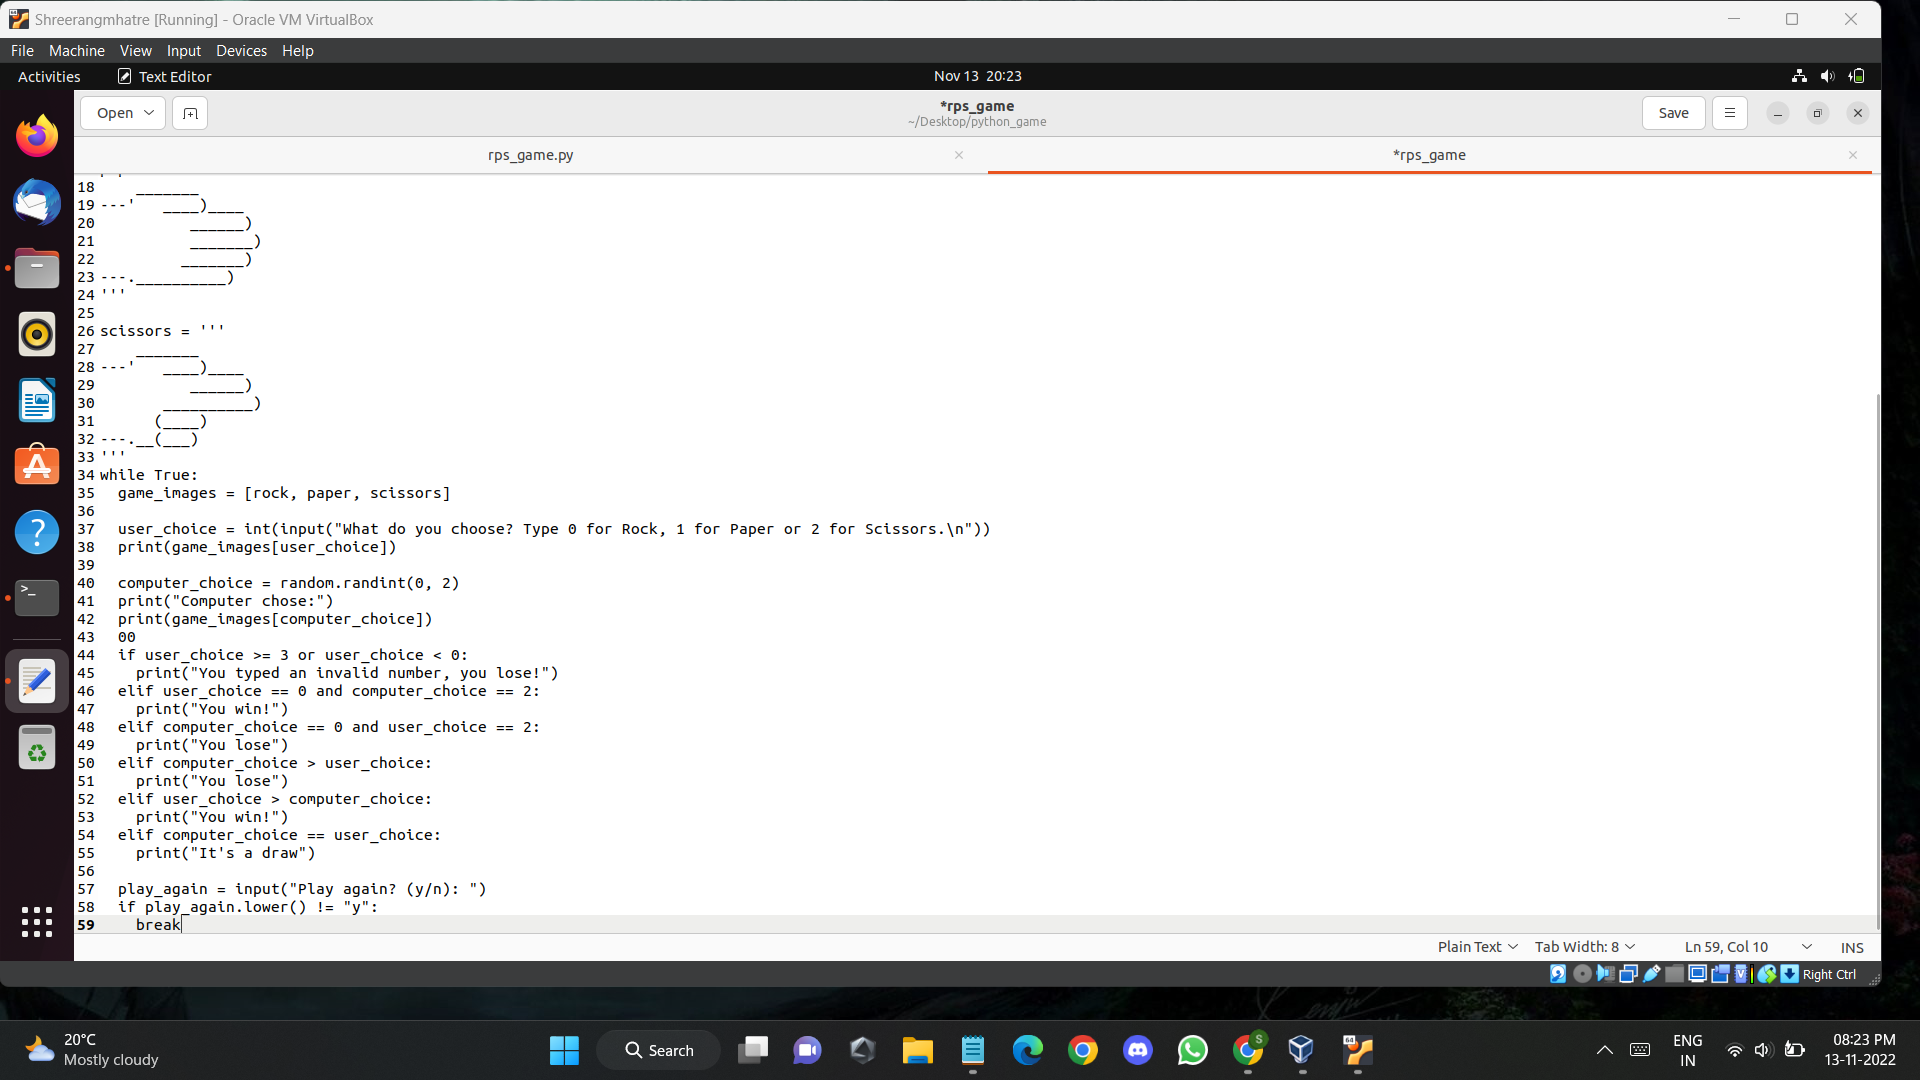 Shreerangmhatre [Running] - Oracle VM VirtualBox
File Machine View Input Devices Help
Activities Text Editor Nov 13 20:23
Open *rps_game Save
~/Desktop/python_game
rps_game.py *rps_game
18     _______
19 ---'   ____)____
20           ______)
21           _______)
22          _______)
23 ---.__________)
24 '''
25
26 scissors = '''
27     _______
28 ---'   ____)____
29           ______)
30        __________)
31       (____)
32 ---.__(___)
33 '''
34 while True:
35   game_images = [rock, paper, scissors]
36
37   user_choice = int(input("What do you choose? Type 0 for Rock, 1 for Paper or 2 for Scissors.\n"))
38   print(game_images[user_choice])
39
40   computer_choice = random.randint(0, 2)
41   print("Computer chose:")
42   print(game_images[computer_choice])
43   00
44   if user_choice >= 3 or user_choice < 0:
45     print("You typed an invalid number, you lose!")
46   elif user_choice == 0 and computer_choice == 2:
47     print("You win!")
48   elif computer_choice == 0 and user_choice == 2:
49     print("You lose")
50   elif computer_choice > user_choice:
51     print("You lose")
52   elif user_choice > computer_choice:
53     print("You win!")
54   elif computer_choice == user_choice:
55     print("It's a draw")
56
57   play_again = input("Play again? (y/n): ")
58   if play_again.lower() != "y":
59     break
Plain Text Tab Width: 8 Ln 59, Col 10 INS
Right Ctrl
20°C
Mostly cloudy
Search
ENG
IN
08:23 PM
13-11-2022